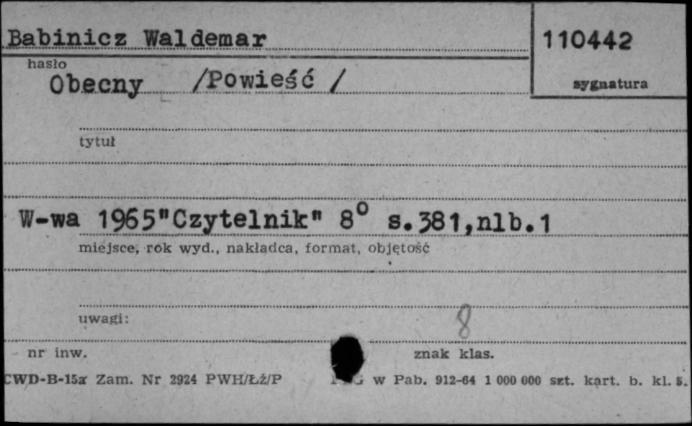 Babinicz Waldemar
110442
hasło
sygnatura
Obecny /Powieść /
tytuł
W-wa 1965"Czytelnik" 8° s.381,nlb.1
miejsce, rok wyd., nakładca, format, objętość
uwagi:
8
nr inw.
znak klas.
CWD-B-15a Zam. Nr 2924 PWH/Łź/P
G w Pab. 912-64 1 000 000 szt. kart. b. kl. 5.